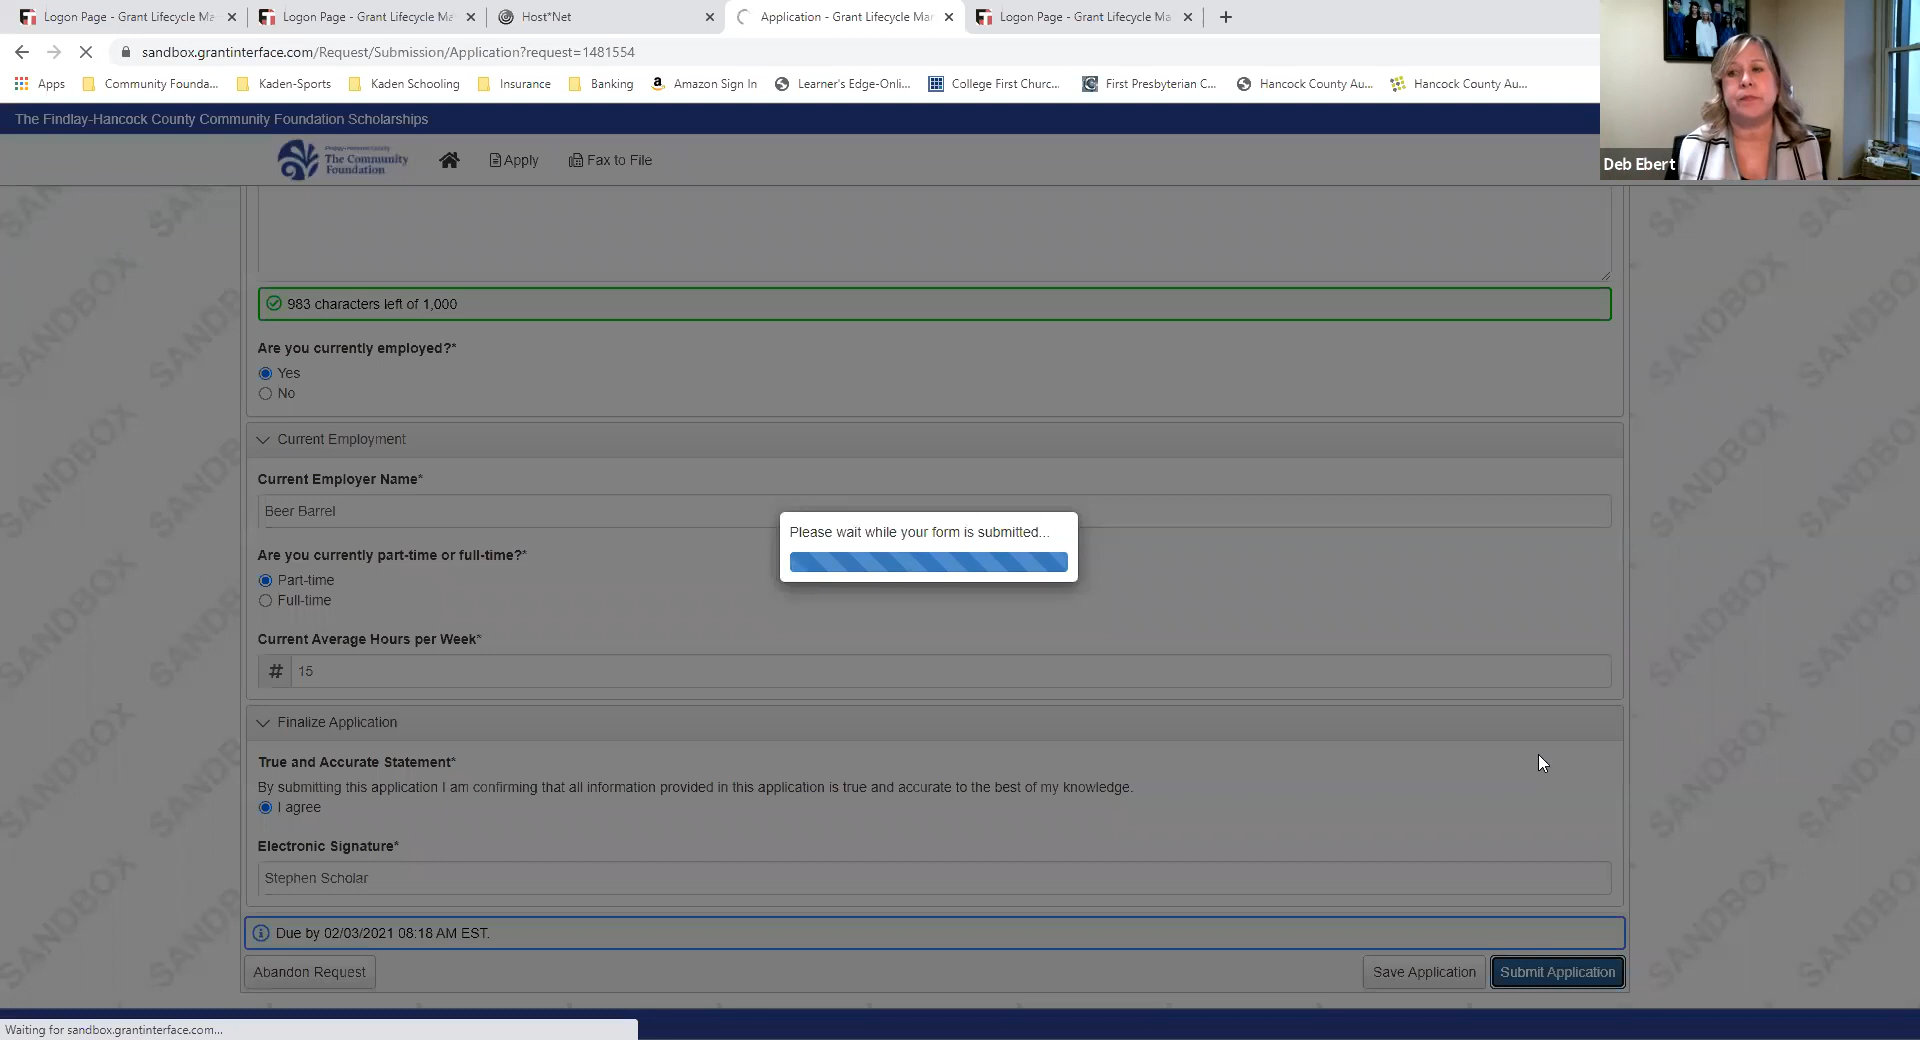 Logon Page - Grant Lifecycle Ma
Logon Page - Grant Lifecycle Ma
Host*Net
Application - Grant Lifecycle Mar
Logon Page - Grant Lifecycle Ma
sandbox.grantinterface.com/Request/Submission/Application?request=1481554
Apps
Community Founda...
Kaden-Sports
Kaden Schooling
Insurance
Banking
Amazon Sign In
Learner's Edge-Onli...
College First Churc...
First Presbyterian C...
Hancock County Au...
Hancock County Au...
The Findlay-Hancock County Community Foundation Scholarships
The Community
Foundation
Apply
Fax to File
Deb Ebert
983 characters left of 1,000
Are you currently employed?*
Yes
No
Current Employment
Current Employer Name*
Beer Barrel
Please wait while your form is submitted...
Are you currently part-time or full-time?*
Part-time
Full-time
Current Average Hours per Week*
# 15
Finalize Application
True and Accurate Statement*
By submitting this application I am confirming that all information provided in this application is true and accurate to the best of my knowledge.
I agree
Electronic Signature*
Stephen Scholar
Due by 02/03/2021 08:18 AM EST.
Abandon Request
Save Application
Submit Application
Waiting for sandbox.grantinterface.com...
SANDBOX
SANDBOX
SANDBOX
SANDBOX
SANDBOX
SANDBOX
SANDBOX
SANDBOX